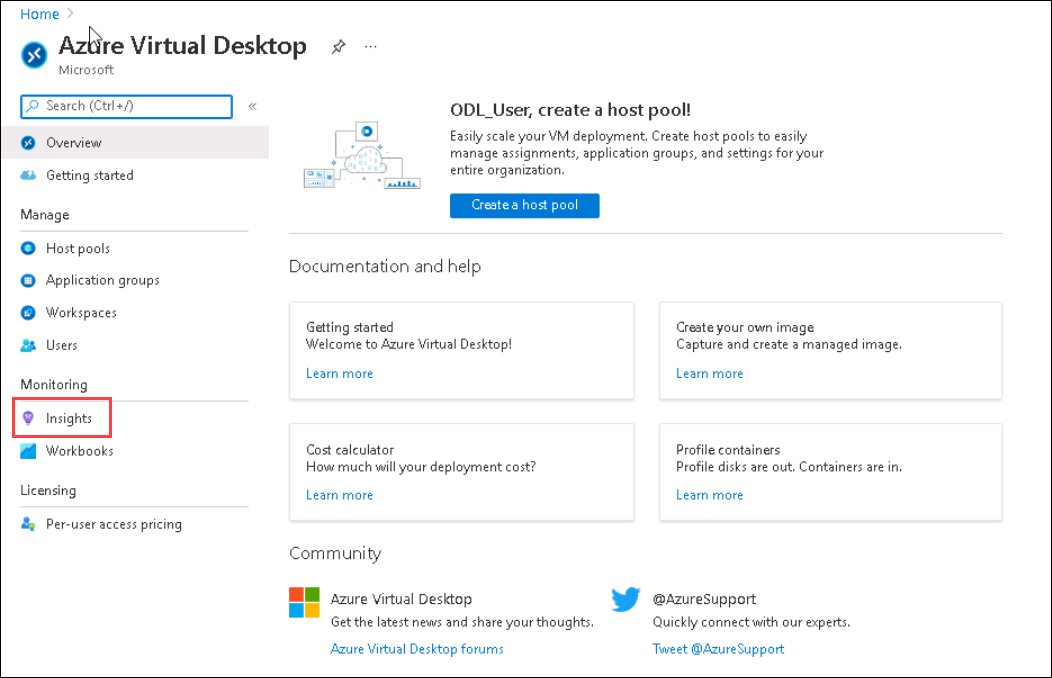 Home
Azure Virtual Desktop
Microsoft
Search (Ctrl+/)
Overview
Getting started
Manage
Host pools
Application groups
Workspaces
Users
Monitoring
Insights
Workbooks
Licensing
Per-user access pricing
ODL_User, create a host pool!
Easily scale your VM deployment. Create host pools to easily
manage assignments, application groups, and settings for your
entire organization.
Create a host pool
Documentation and help
Getting started
Welcome to Azure Virtual Desktop!
Learn more
Create your own image
Capture and create a managed image.
Learn more
Cost calculator
How much will your deployment cost?
Learn more
Profile containers
Profile disks are out. Containers are in.
Learn more
Community
Azure Virtual Desktop
Get the latest news and share your thoughts.
Azure Virtual Desktop forums
@AzureSupport
Quickly connect with our experts.
Tweet @AzureSupport